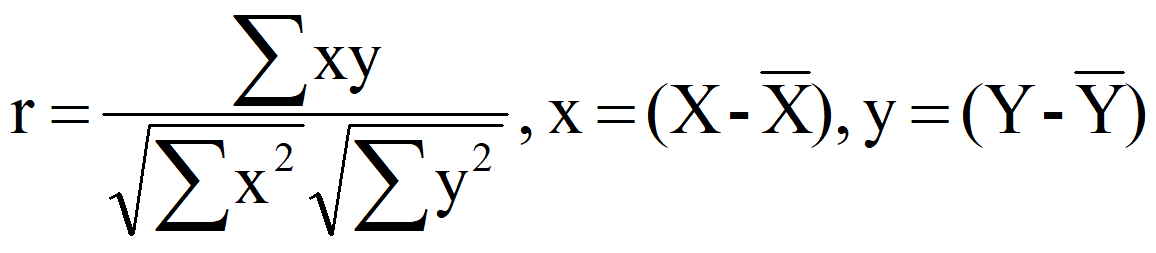 r = ∑xy / √∑x² √∑y² , x = (X - X̅), y = (Y - Y̅)